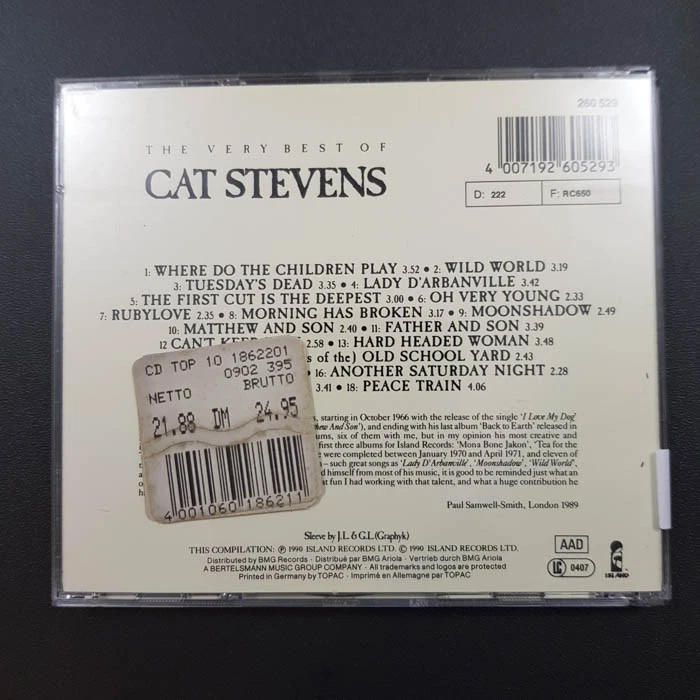 260 529
THE VERY BEST OF
CAT STEVENS
4 007192 605293
D: 222 F: RC650
1: WHERE DO THE CHILDREN PLAY 3.52 • 2: WILD WORLD 3.19
3: TUESDAY'S DEAD 3.35 • 4: LADY D'ARBANVILLE 3.42
5: THE FIRST CUT IS THE DEEPEST 3.00 • 6: OH VERY YOUNG 2.33
7: RUBYLOVE 2.35 • 8: MORNING HAS BROKEN 3.17 • 9: MOONSHADOW 2.49
10: MATTHEW AND SON 2.40 • 11: FATHER AND SON 3.39
12 CAN'T KEEP 2.58 • 13: HARD HEADED WOMAN 3.48
of the) OLD SCHOOL YARD 2.43
• 16: ANOTHER SATURDAY NIGHT 2.28
3.41 • 18: PEACE TRAIN 4.06
CD TOP 10 1862201
0902 395
NETTO BRUTTO
21.88 DM 24.95
4 001060 186211
, starting in October 1966 with the release of the single 'I Love My Dog'
and Son'), and ending with his last album 'Back to Earth' released in
six of them with me, but in my opinion his most creative and
first three albums for Island Records: 'Mona Bone Jakon', 'Tea for the
were completed between January 1970 and April 1971, and eleven of
– such great songs as 'Lady D'Arbanville', 'Moonshadow', 'Wild World',
himself from most of his music, it is good to be reminded just what an
fun I had working with that talent, and what a huge contribution he
Paul Samwell-Smith, London 1989
Sleeve by J.L. & G.L. (Graphyk)
THIS COMPILATION: ℗ 1990 ISLAND RECORDS LTD. © 1990 ISLAND RECORDS LTD.
Distributed by BMG Records · Distribué par BMG Ariola · Vertrieb durch BMG Ariola
A BERTELSMANN MUSIC GROUP COMPANY · All trademarks and logos are protected
Printed in Germany by TOPAC · Imprimé en Allemagne par TOPAC
AAD
LC 0407
ISLAND